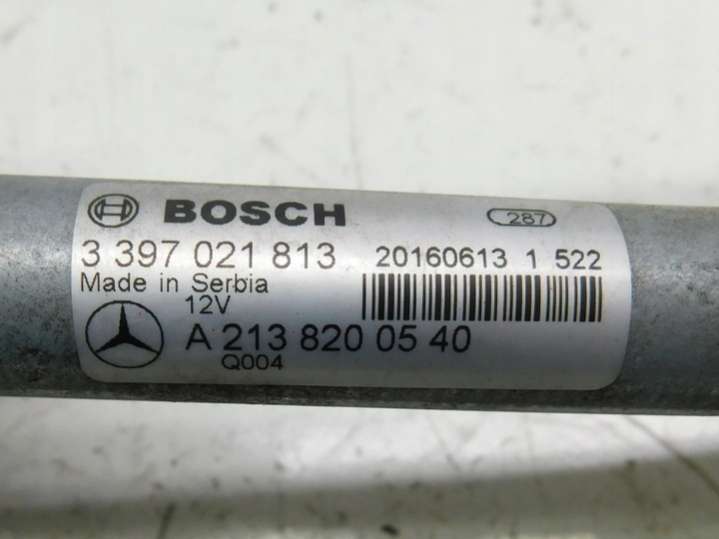 BOSCH 287
3 397 021 813 20160613 1 522
Made in Serbia
12V
A 213 820 05 40
Q004